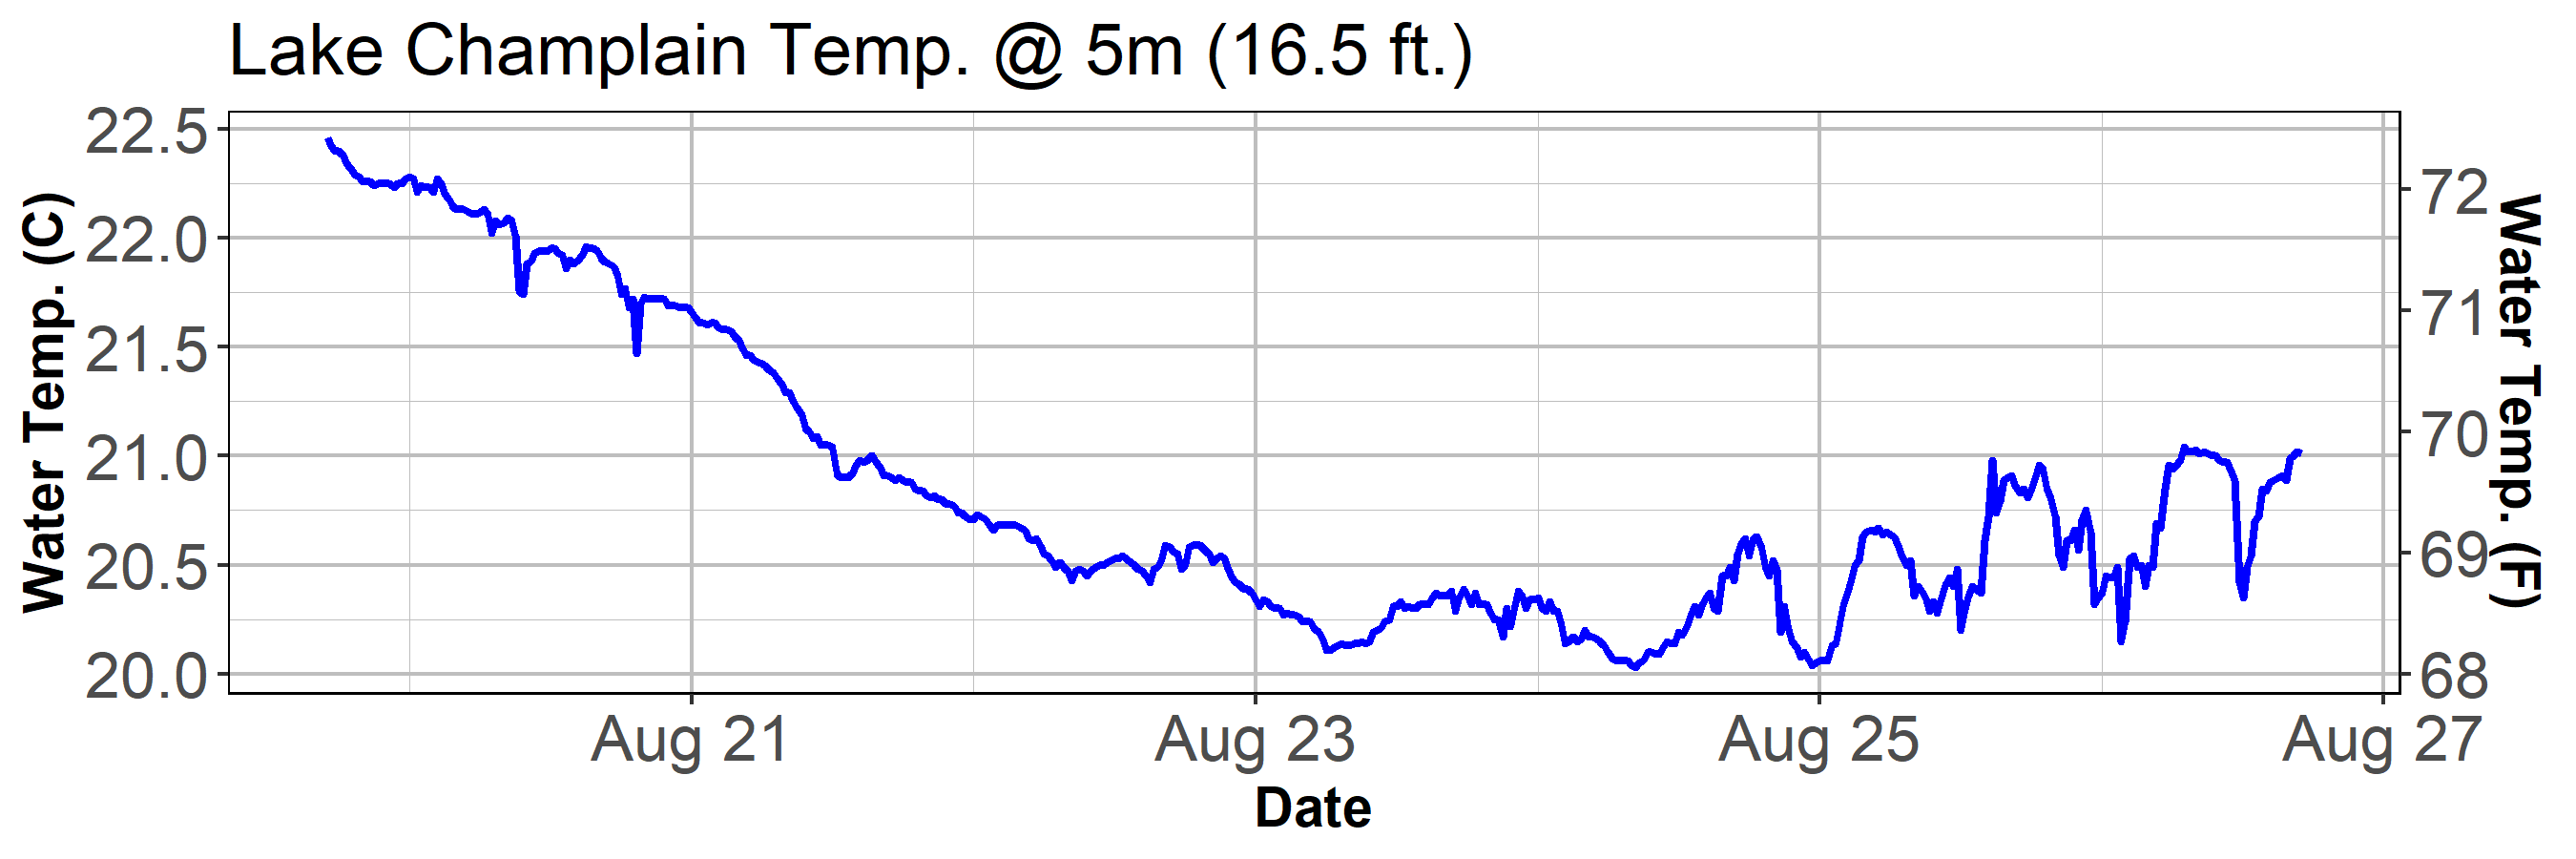 Lake Champlain Temp. @ 5m (16.5 ft.)
Water Temp. (C)
22.5
22.0
21.5
21.0
20.5
20.0
72
71
70
69
68
Water Temp. (F)
Aug 21 Aug 23 Aug 25 Aug 27
Date